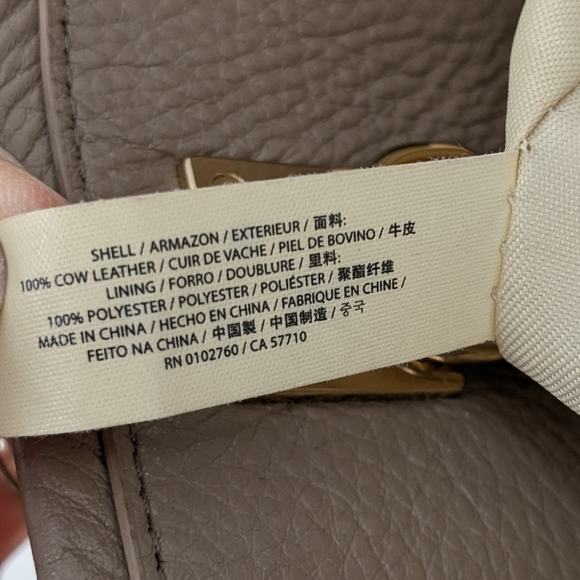 SHELL / ARMAZON / EXTERIEUR / 面料:
100% COW LEATHER / CUIR DE VACHE / PIEL DE BOVINO / 牛皮
LINING / FORRO / DOUBLURE / 里料:
100% POLYESTER / POLYESTER / POLIÉSTER / 聚酯纤维
MADE IN CHINA / HECHO EN CHINA / FABRIQUE EN CHINE /
FEITO NA CHINA / 中国製 / 中国制造 / 중국
RN 0102760 / CA 57710